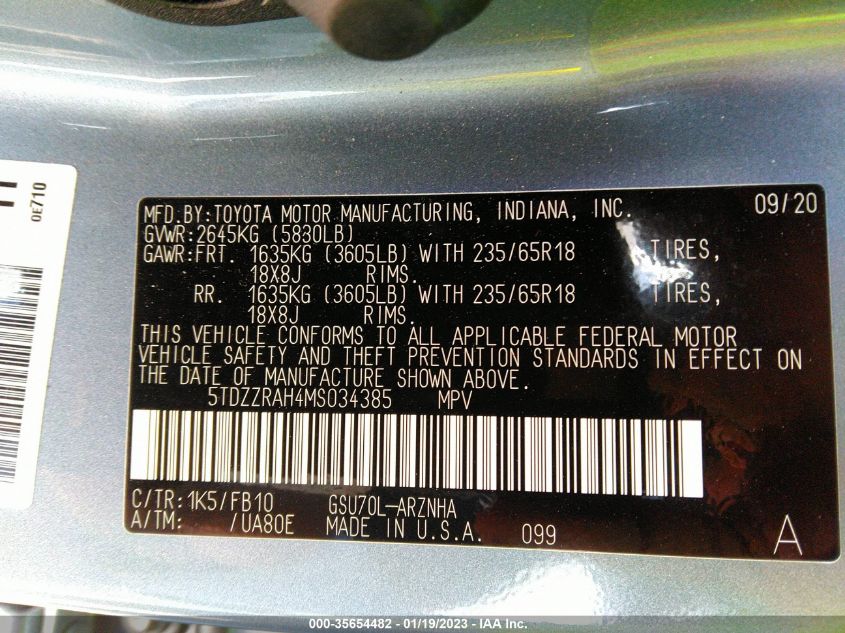 11
0E710
MFD.BY:TOYOTA MOTOR MANUFACTURING, INDIANA, INC. 09/20
GVWR:2645KG (5830LB)
GAWR:FRT. 1635KG (3605LB) WITH 235/65R18 TIRES,
18X8J RIMS.
RR. 1635KG (3605LB) WITH 235/65R18 TIRES,
18X8J RIMS.
THIS VEHICLE CONFORMS TO ALL APPLICABLE FEDERAL MOTOR
VEHICLE SAFETY AND THEFT PREVENTION STANDARDS IN EFFECT ON
THE DATE OF MANUFACTURE SHOWN ABOVE.
5TDZZRAH4MS034385 MPV
C/TR:1K5/FB10 GSU70L-ARZNHA
A/TM: /UA80E MADE IN U.S.A. 099 A
000-35654482 - 01/19/2023 - IAA Inc.